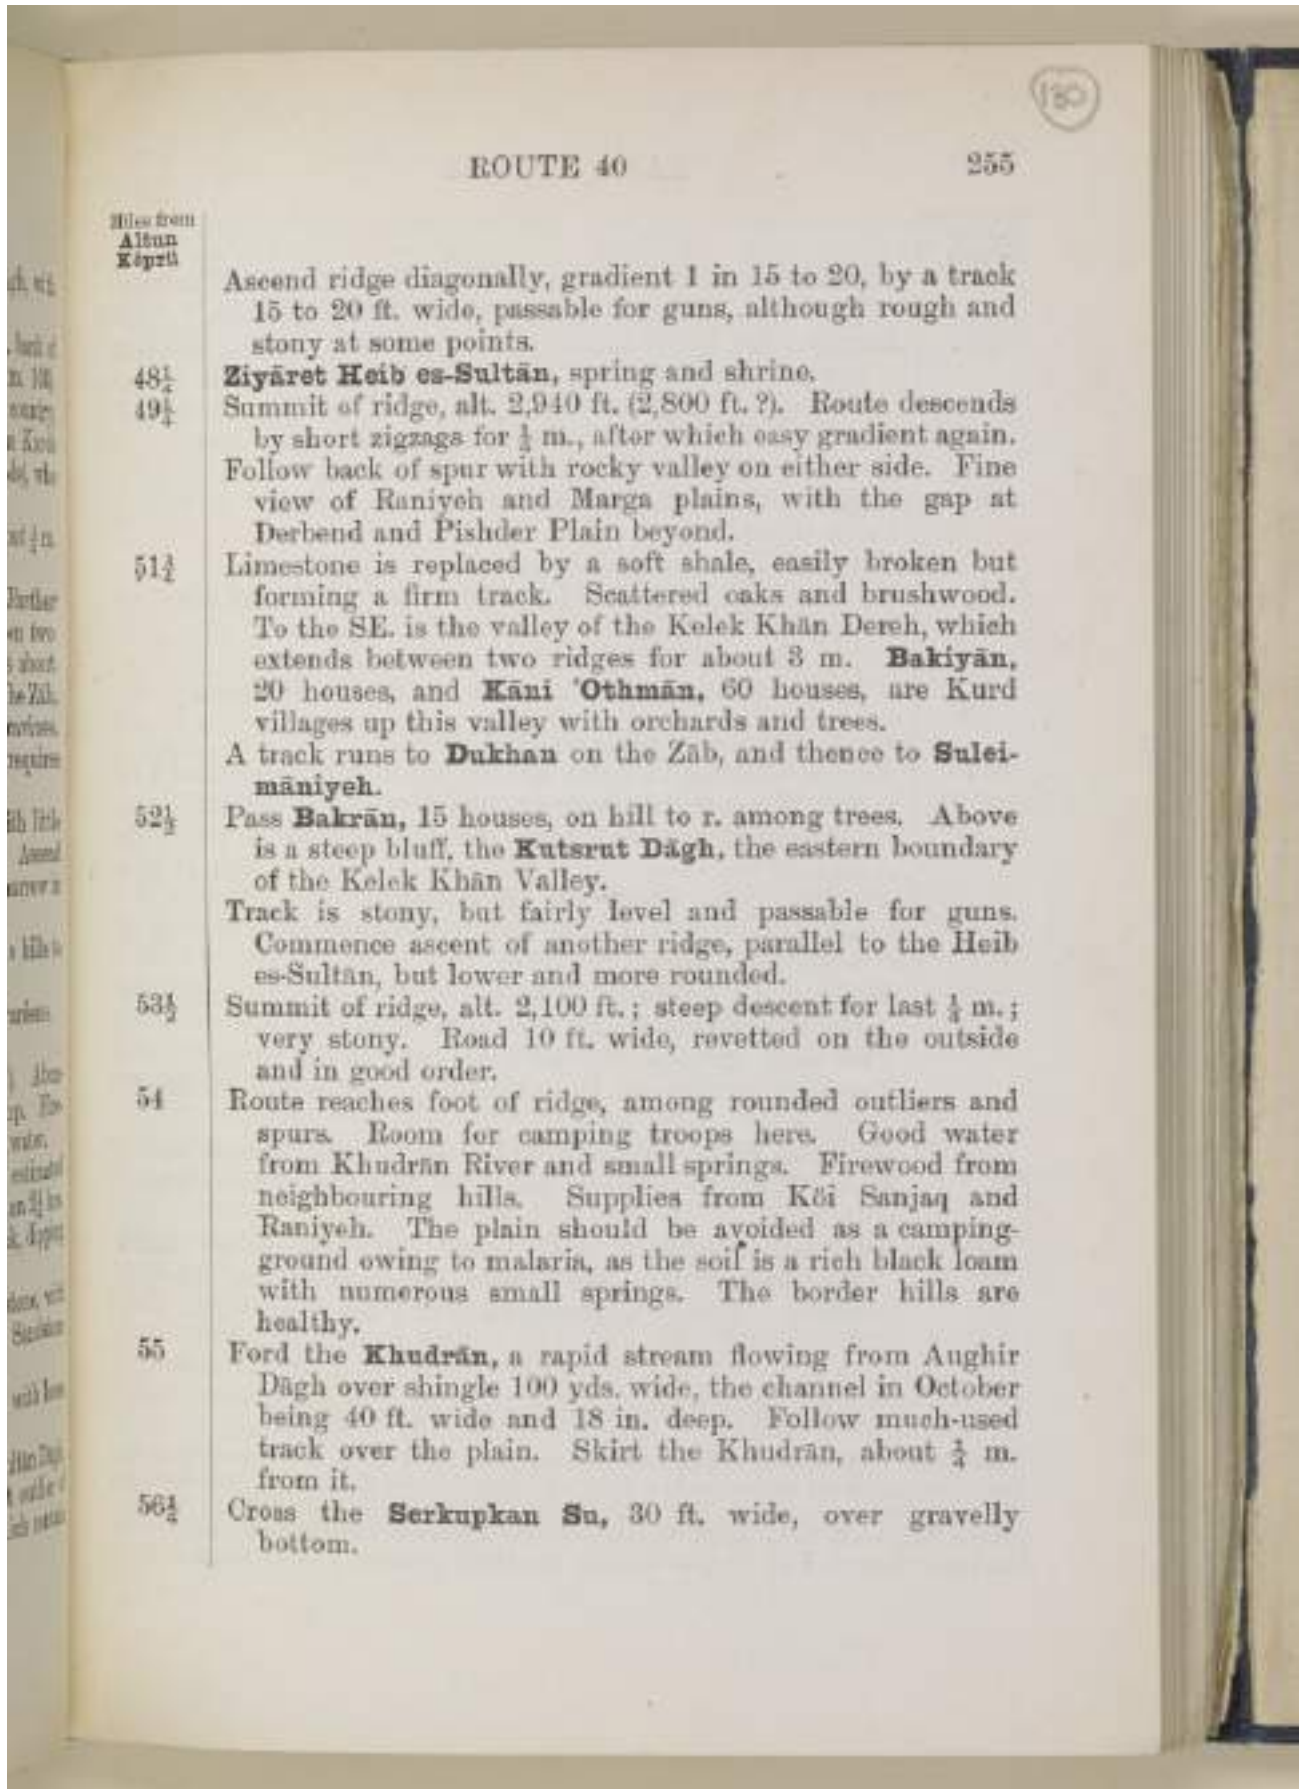 130
ROUTE 40 255
Miles from
Altun
Köprü
Ascend ridge diagonally, gradient 1 in 15 to 20, by a track
15 to 20 ft. wide, passable for guns, although rough and
stony at some points.
48¼ Ziyāret Heib es-Sultān, spring and shrine.
49¼ Summit of ridge, alt. 2,940 ft. (2,800 ft. ?). Route descends
by short zigzags for m., after which easy gradient again.
Follow back of spur with rocky valley on either side. Fine
view of Raniyeh and Marga plains, with the gap at
Derbend and Pishder Plain beyond.
51¾ Limestone is replaced by a soft shale, easily broken but
forming a firm track. Scattered oaks and brushwood.
To the SE. is the valley of the Kelek Khān Dereh, which
extends between two ridges for about 3 m. Bakiyān,
20 houses, and Kāni ʻOthmān, 60 houses, are Kurd
villages up this valley with orchards and trees.
A track runs to Dukhan on the Zāb, and thence to Sulei-
māniyeh.
52½ Pass Bakrān, 15 houses, on hill to r. among trees. Above
is a steep bluff, the Kutsrut Dāgh, the eastern boundary
of the Kelek Khān Valley.
Track is stony, but fairly level and passable for guns.
Commence ascent of another ridge, parallel to the Heib
es-Sultān, but lower and more rounded.
53½ Summit of ridge, alt. 2,100 ft. ; steep descent for last m. ;
very stony. Road 10 ft. wide, revetted on the outside
and in good order.
54 Route reaches foot of ridge, among rounded outliers and
spurs. Room for camping troops here. Good water
from Khudrān River and small springs. Firewood from
neighbouring hills. Supplies from Köi Sanjaq and
Raniyeh. The plain should be avoided as a camping-
ground owing to malaria, as the soil is a rich black loam
with numerous small springs. The border hills are
healthy.
55 Ford the Khudrān, a rapid stream flowing from Aughir
Dāgh over shingle 100 yds. wide, the channel in October
being 40 ft. wide and 18 in. deep. Follow much-used
track over the plain. Skirt the Khudrān, about ¾ m.
from it.
Cross the Serkupkan Su, 30 ft. wide, over gravelly
bottom.